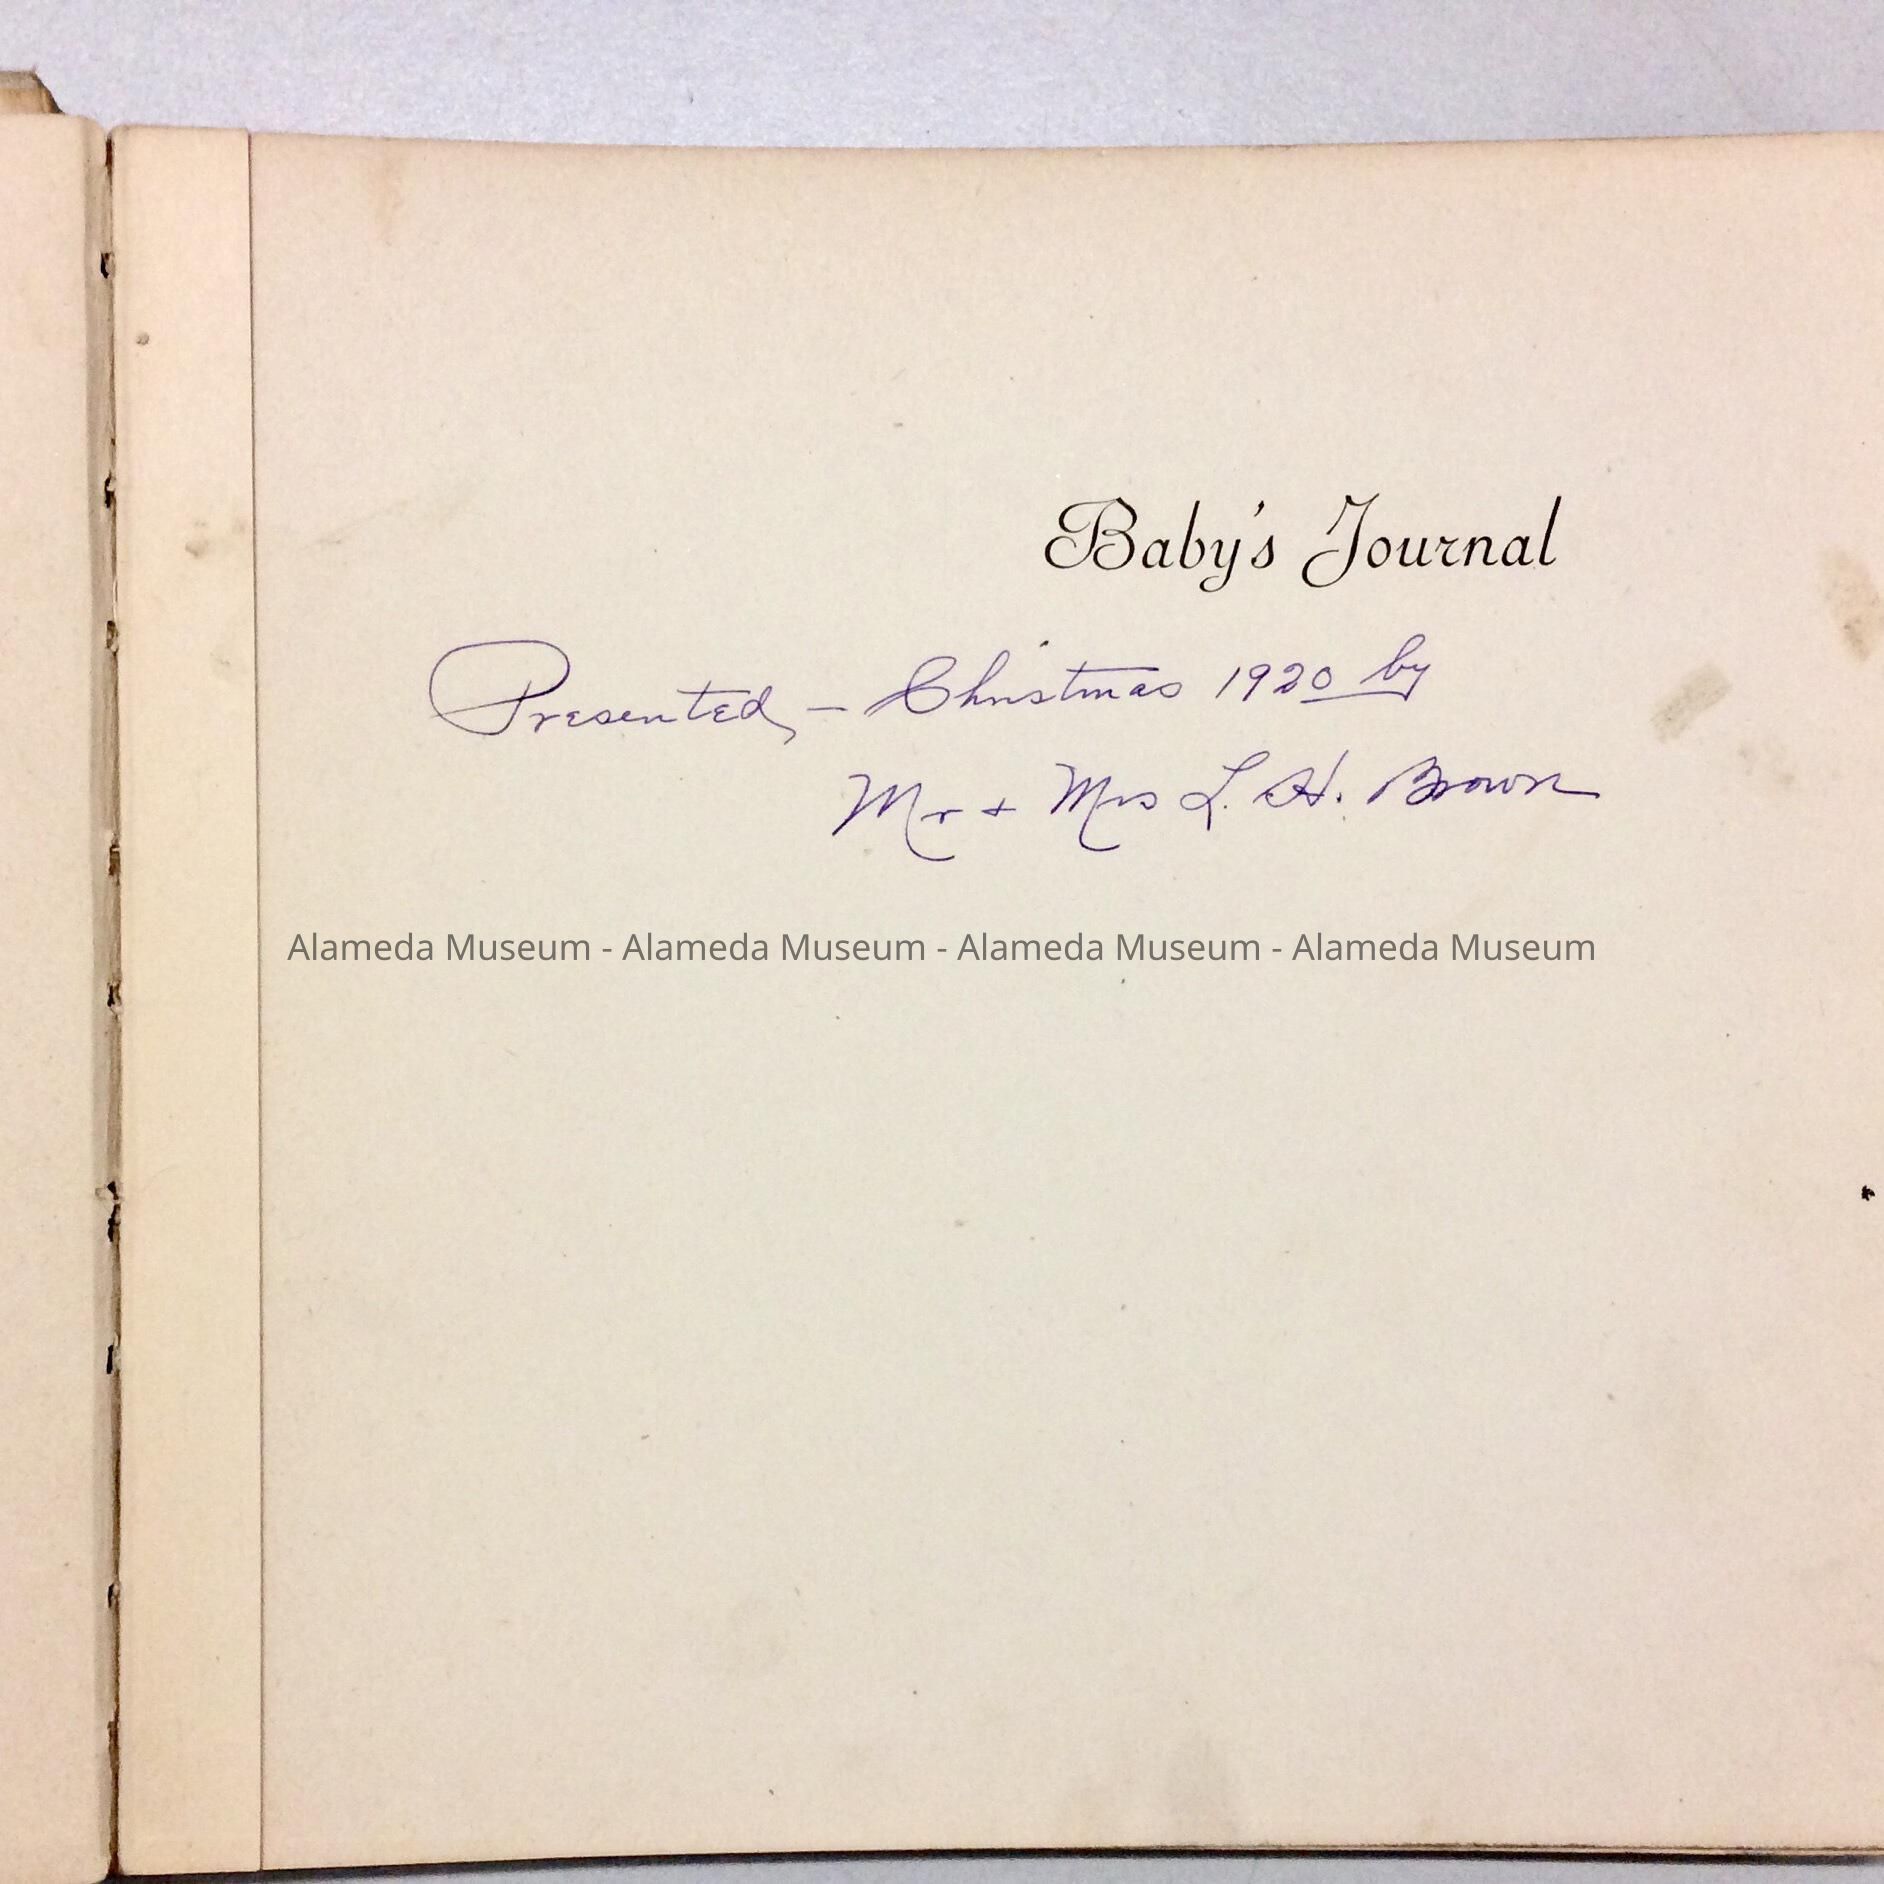 Baby's Journal
Presented - Christmas 1920 by
Mr + Mrs L. H. Brown
Alameda Museum - Alameda Museum - Alameda Museum - Alameda Museum